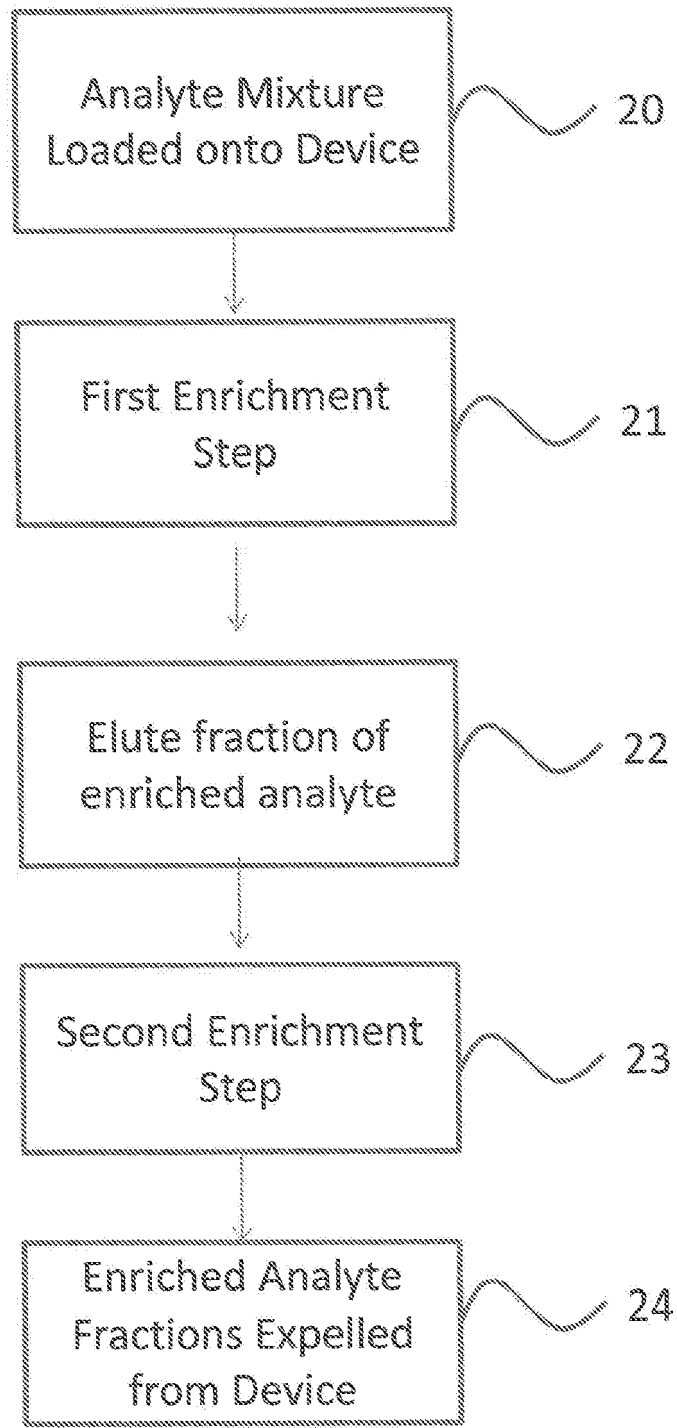 Analyte Mixture
Loaded onto Device
20
First Enrichment
Step
21
Elute fraction of
enriched analyte
22
Second Enrichment
Step
23
Enriched Analyte
Fractions Expelled
from Device
24